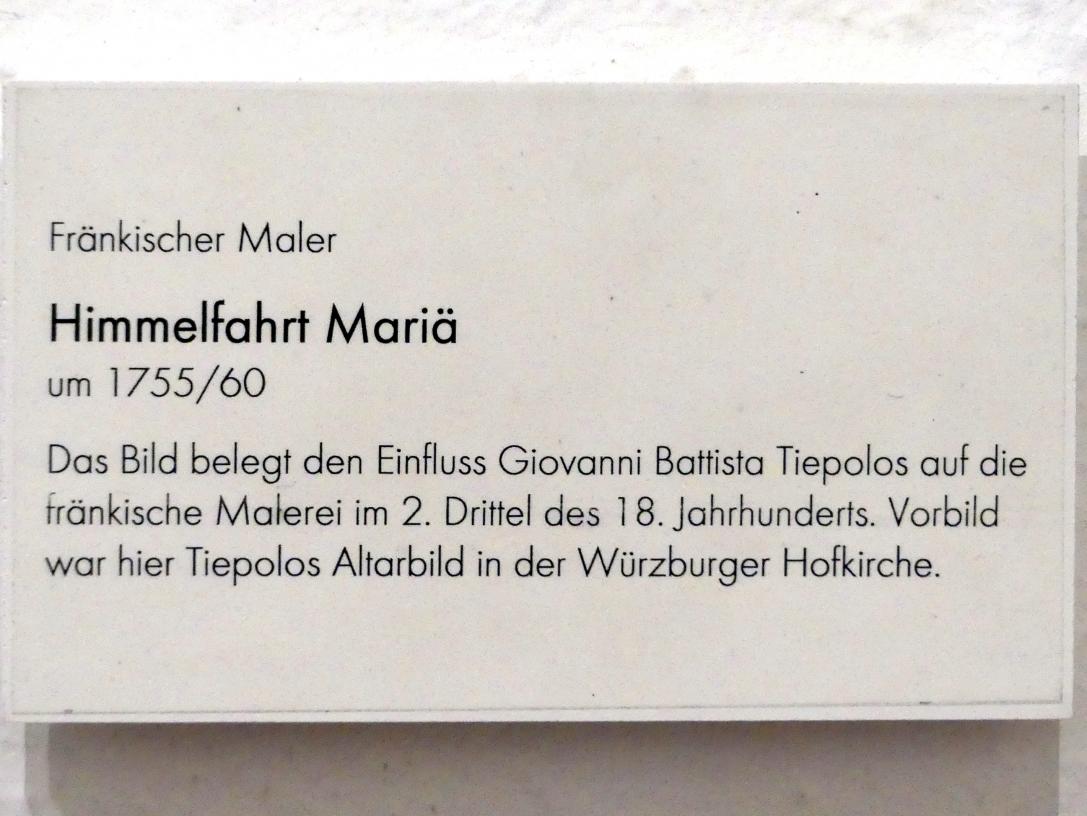 Fränkischer Maler
Himmelfahrt Mariä
um 1755/60
Das Bild belegt den Einfluss Giovanni Battista Tiepolos auf die
fränkische Malerei im 2. Drittel des 18. Jahrhunderts. Vorbild
war hier Tiepolos Altarbild in der Würzburger Hofkirche.